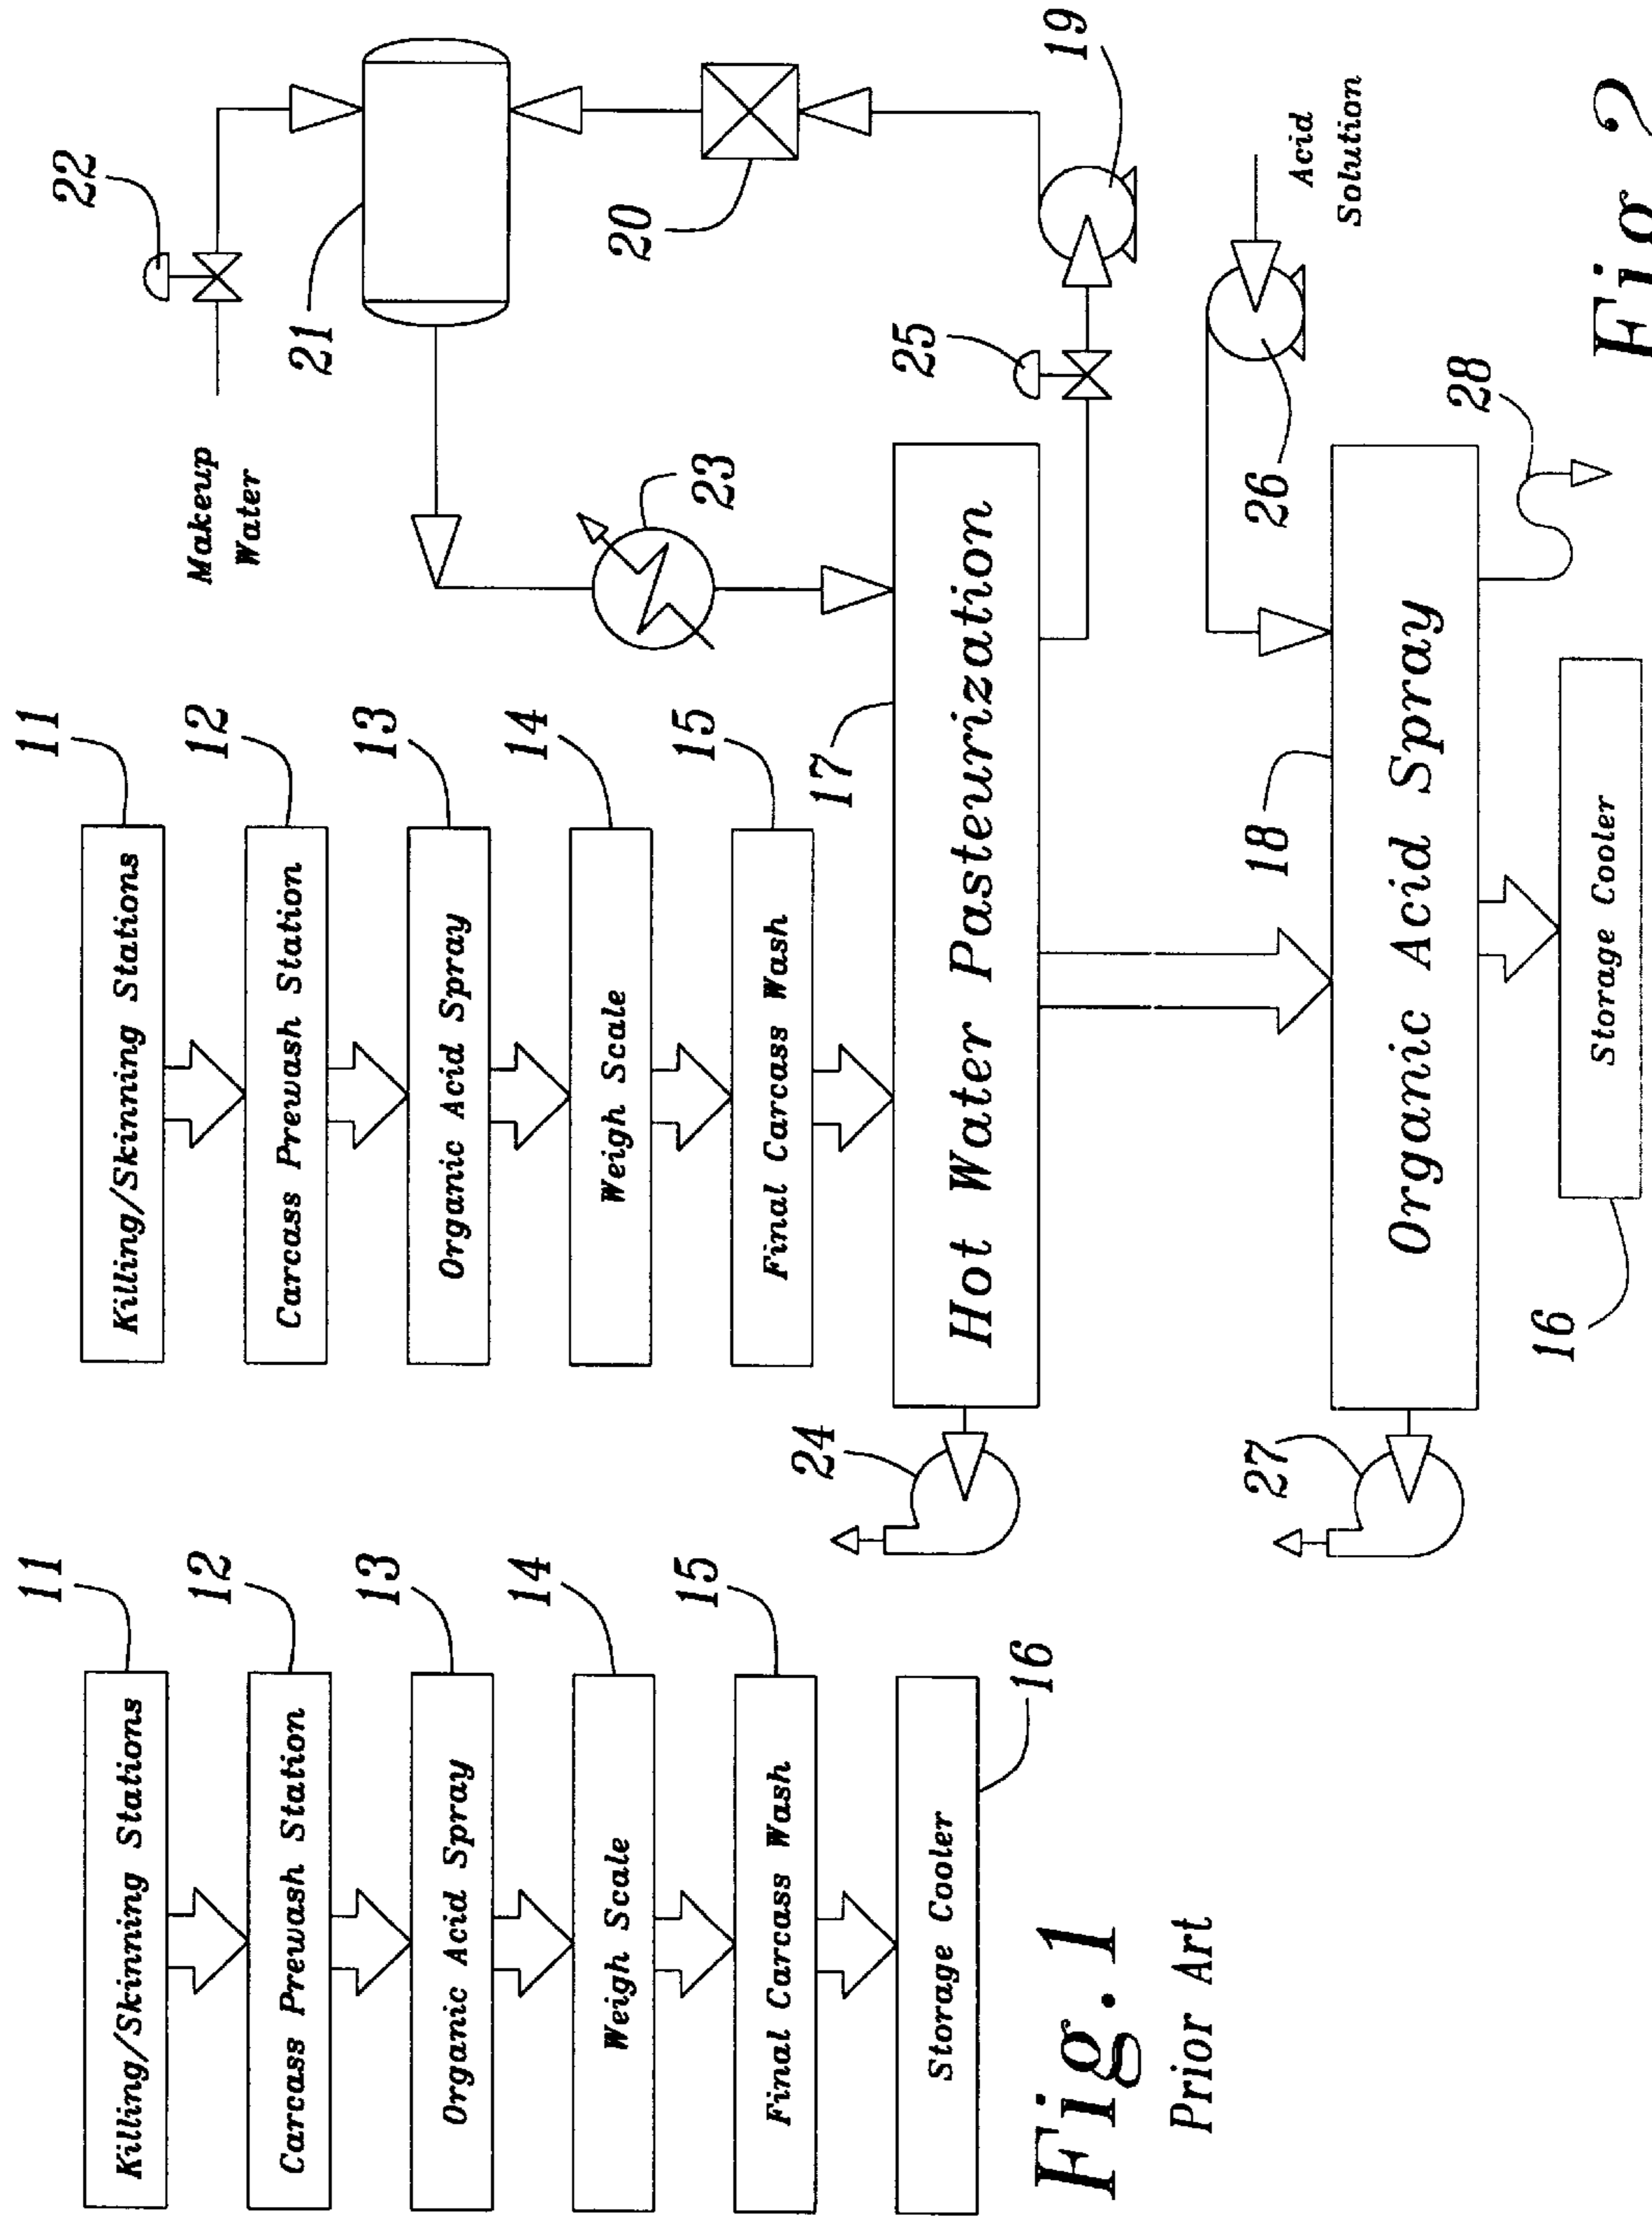 11
Killing/Skinning Stations
12
Carcass Prewash Station
13
Organic Acid Spray
14
Weigh Scale
15
Final Carcass Wash
16
Storage Cooler
Fig. 1
Prior Art
11
Killing/Skinning Stations
12
Carcass Prewash Station
13
Organic Acid Spray
14
Weigh Scale
15
Final Carcass Wash
17
Hot Water Pasteurization
24
18
Organic Acid Spray
27
16
Storage Cooler
Makeup
Water
22
21
23
20
25
19
26
Acid
Solution
28
Fig. 2